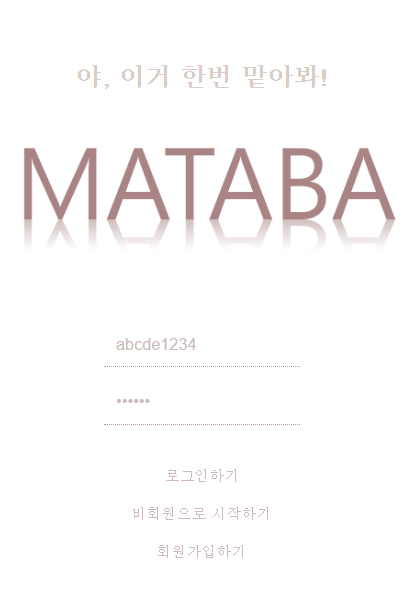 야, 이거 한번 맡아봐!
MATABA
abcde1234
••••••
로그인하기
비회원으로 시작하기
회원가입하기